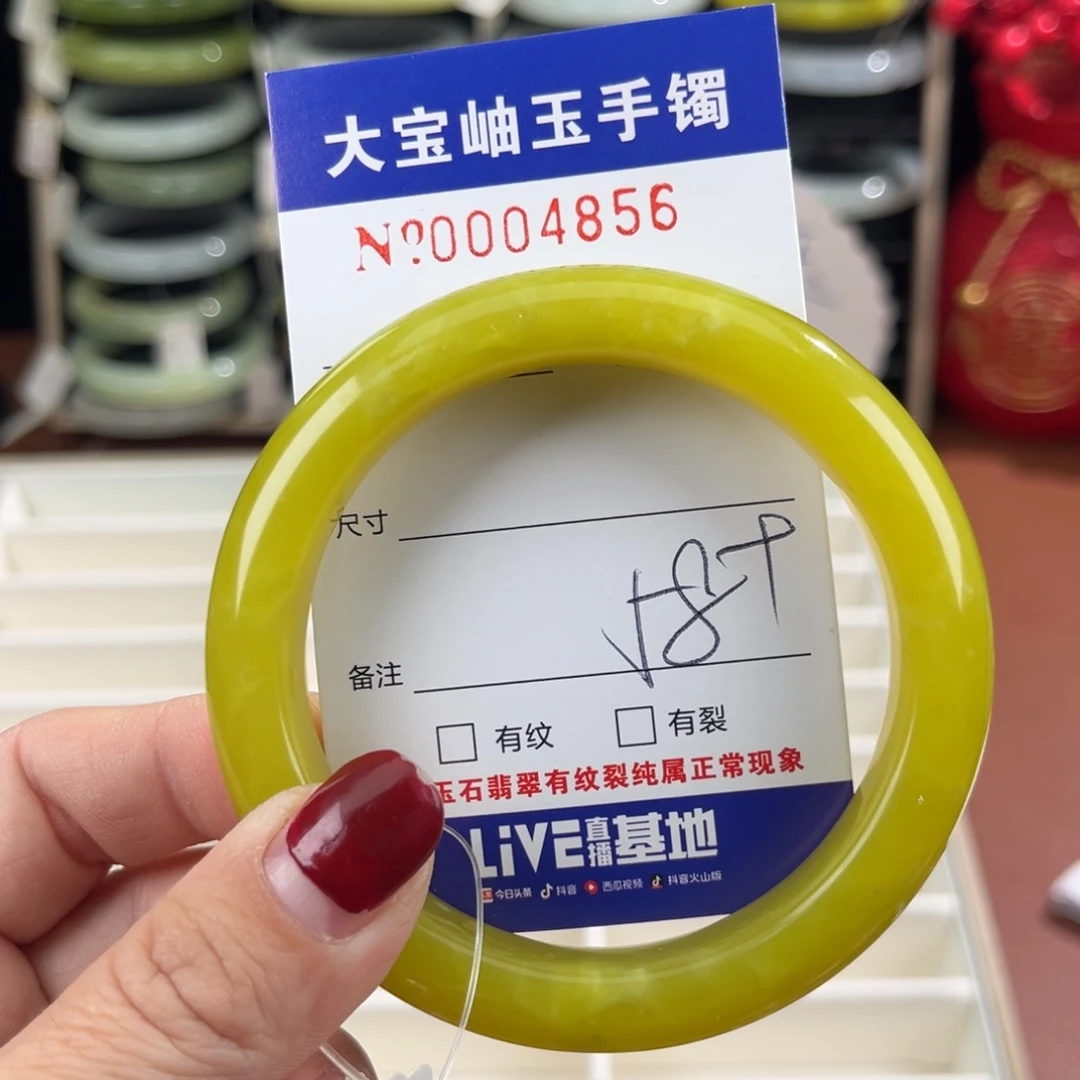 大宝岫玉手镯
Nº0004856
尺寸
备注
□ 有纹 □ 有裂
玉石翡翠有纹裂纯属正常现象
LiVE直播基地
今日头条 抖音 西瓜视频 抖音火山版